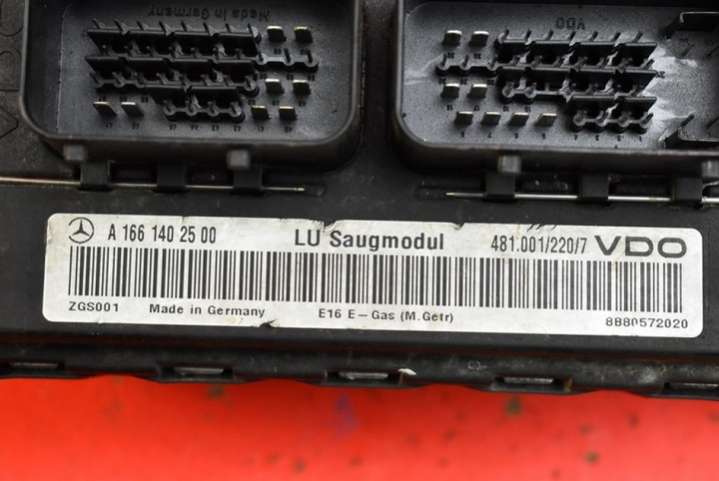 Made in Germany
VDO
A 166 140 25 00 LU Saugmodul 481.001/220/7 VDO
ZGS001 Made in Germany E16 E-Gas (M.Getr) 8880572020